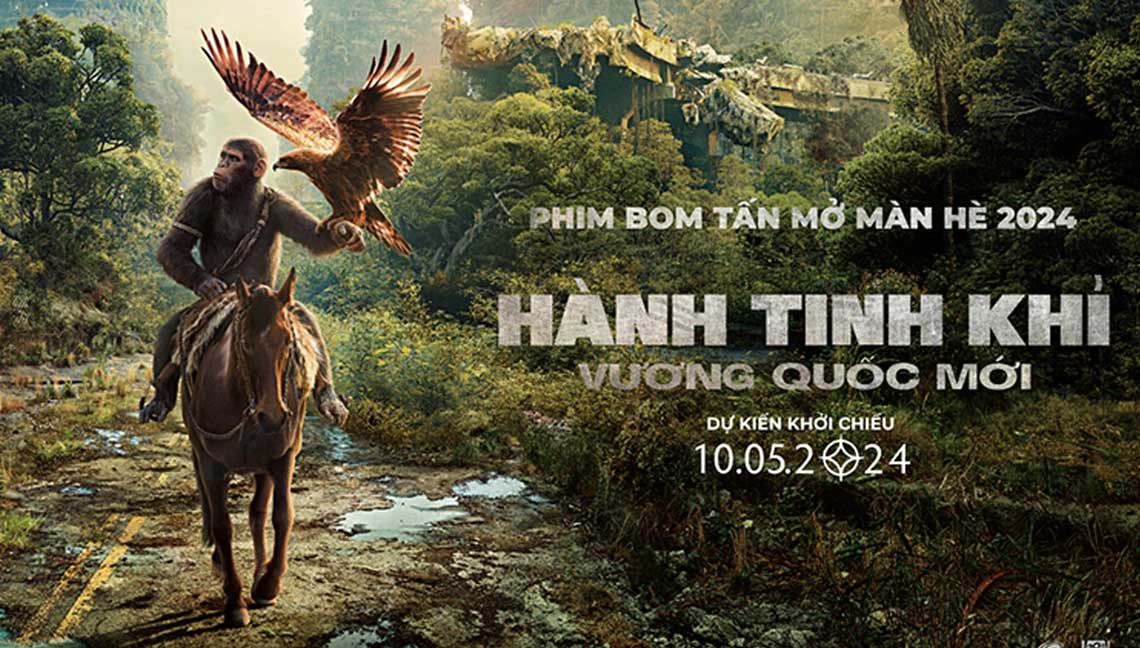 PHIM BOM TẤN MỞ MÀN HÈ 2024
HÀNH TINH KHỈ
VƯƠNG QUỐC MỚI
DỰ KIẾN KHỞI CHIẾU
10.05.2024